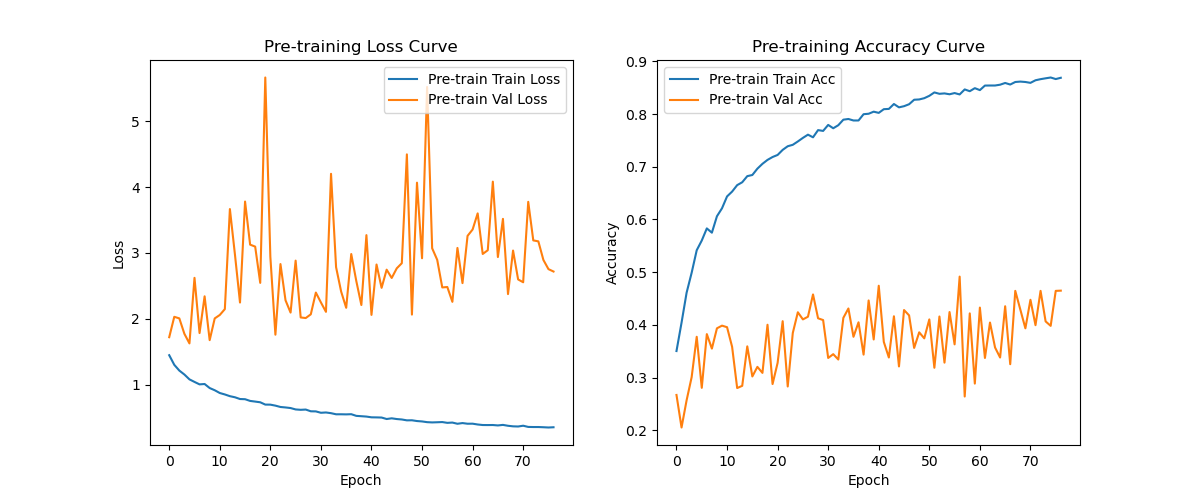 Pre-training Loss Curve
Pre-train Train Loss
Pre-train Val Loss
5
4
3
2
1
0 10 20 30 40 50 60 70
Loss
Epoch
Pre-training Accuracy Curve
Pre-train Train Acc
Pre-train Val Acc
0.9
0.8
0.7
0.6
0.5
0.4
0.3
0.2
0 10 20 30 40 50 60 70
Accuracy
Epoch